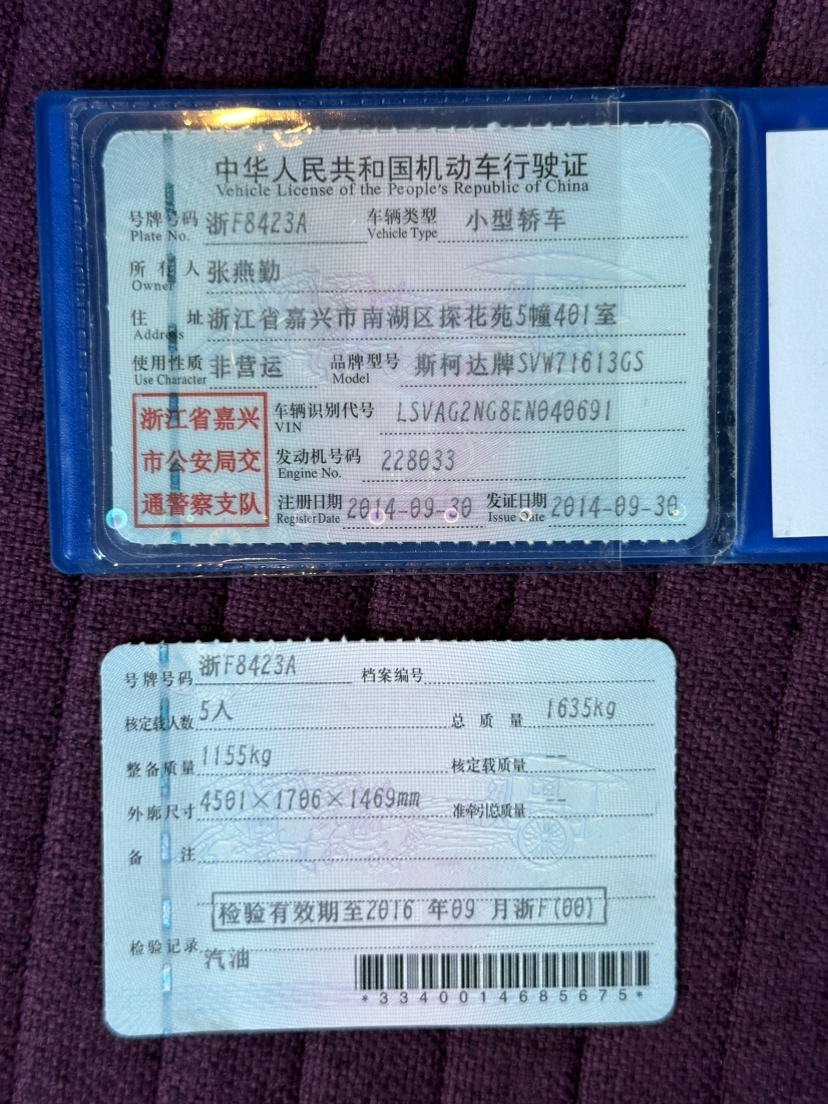 中华人民共和国机动车行驶证
Vehicle License of the People's Republic of China
号牌号码 浙F8423A 车辆类型 小型轿车
Plate No. Vehicle Type
所有人 张燕勤
Owner
住址 浙江省嘉兴市南湖区探花苑5幢401室
Address
使用性质 非营运 品牌型号 斯柯达牌SVW71613GS
Use Character Model
浙江省嘉兴
市公安局交
通警察支队
车辆识别代号 LSVAG2NG8EN040691
VIN
发动机号码 228033
Engine No.
注册日期 2014-09-30 发证日期 2014-09-30
Register Date Issue Date
号牌号码 浙F8423A 档案编号
核定载人数 5人 总质量 1635kg
整备质量 1155kg 核定载质量 --
外廓尺寸 4501×1706×1469mm 准牵引总质量 --
备注
检验有效期至2016 年09 月浙F(00)
检验记录
汽油
*3340014685675*